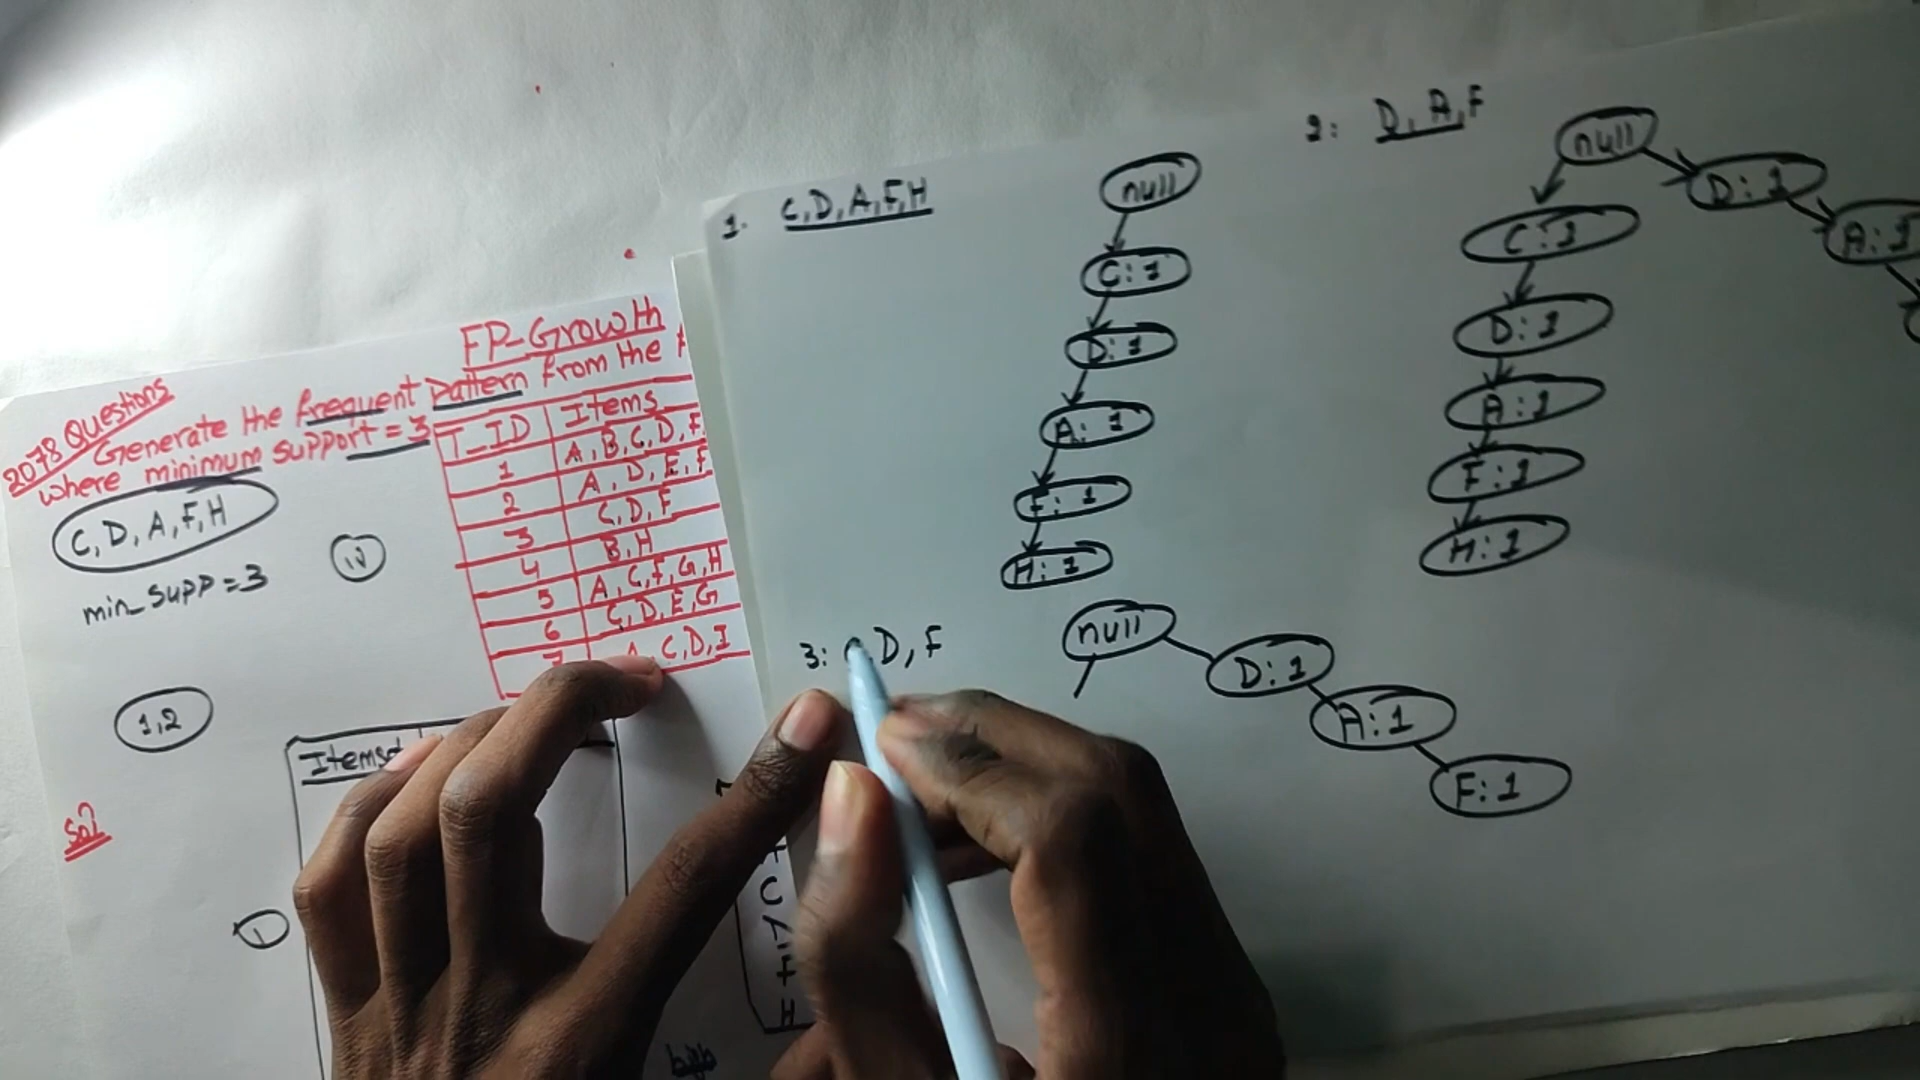 FP-Growth
2078 Questions
Generate the frequent pattern from the
where minimum support = 3
T_ID Items
1 A, B, C, D, F,
2 A, D, E, F
3 C, D, F
4 B, H
5 A, C, F, G, H
6 C, D, E, G
7 A, C, D, I
C, D, A, F, H
min_supp = 3
iv
1,2
Sol
I
C
A
F
H
high
1. C, D, A, F, H
null
C: 1
D: 1
A: 1
F: 1
H: 1
2: D, A, F
null
D: 1
A: 1
C: 1
D: 1
A: 1
F: 1
H: 1
3: D, F
null
D: 1
A: 1
F: 1